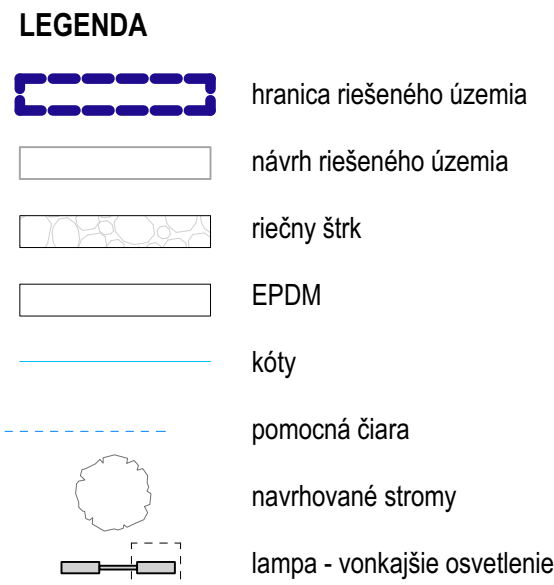 LEGENDA
hranica riešeného územia
návrh riešeného územia
riečny štrk
EPDM
kóty
pomocná čiara
navrhované stromy
lampa - vonkajšie osvetlenie